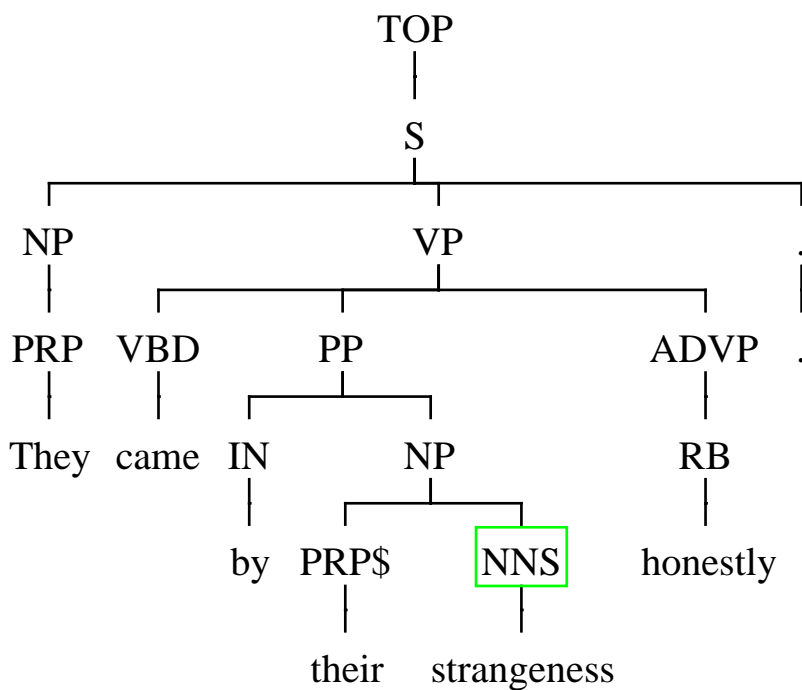 TOP
S
NP VP .
PRP VBD PP ADVP .
They came IN NP RB
by PRP$ NNS honestly
their strangeness